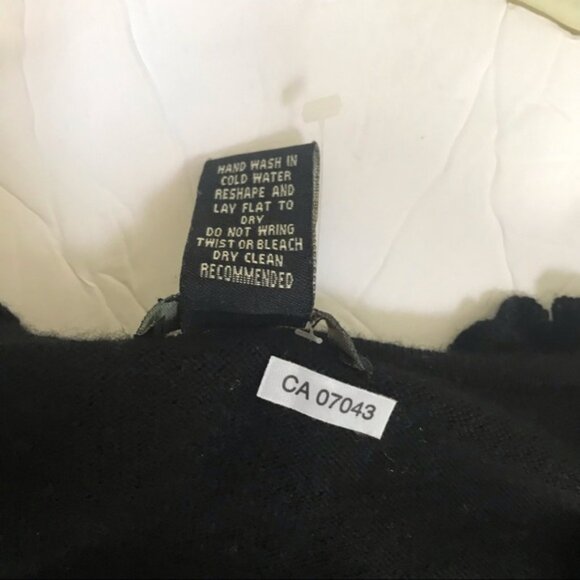 HAND WASH IN
COLD WATER
RESHAPE AND
LAY FLAT TO
DRY
DO NOT WRING
TWIST OR BLEACH
DRY CLEAN
RECOMMENDED
CA 07043